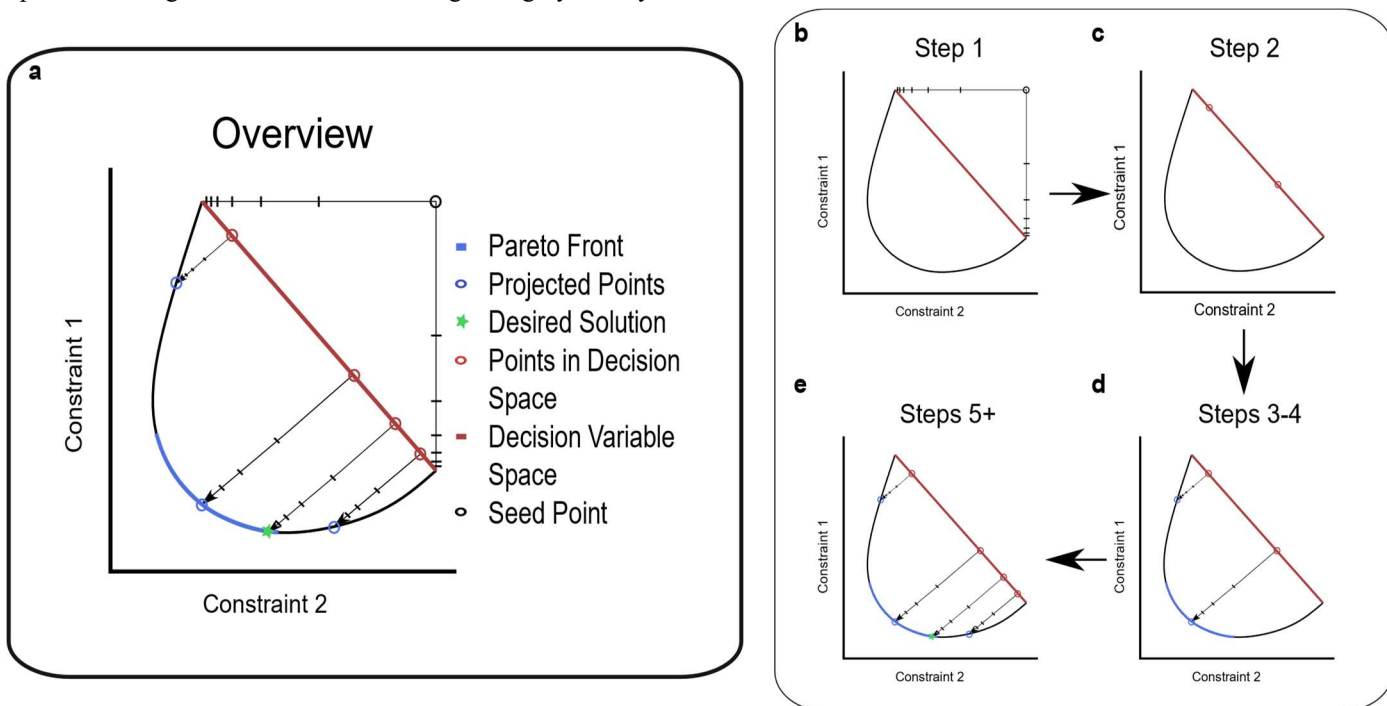 a
Overview
Constraint 1
Constraint 2
Pareto Front
Projected Points
Desired Solution
Points in Decision
Space
Decision Variable
Space
Seed Point
b
Step 1
Constraint 1
Constraint 2
c
Step 2
Constraint 1
Constraint 2
e
Steps 5+
Constraint 1
Constraint 2
d
Steps 3-4
Constraint 1
Constraint 2